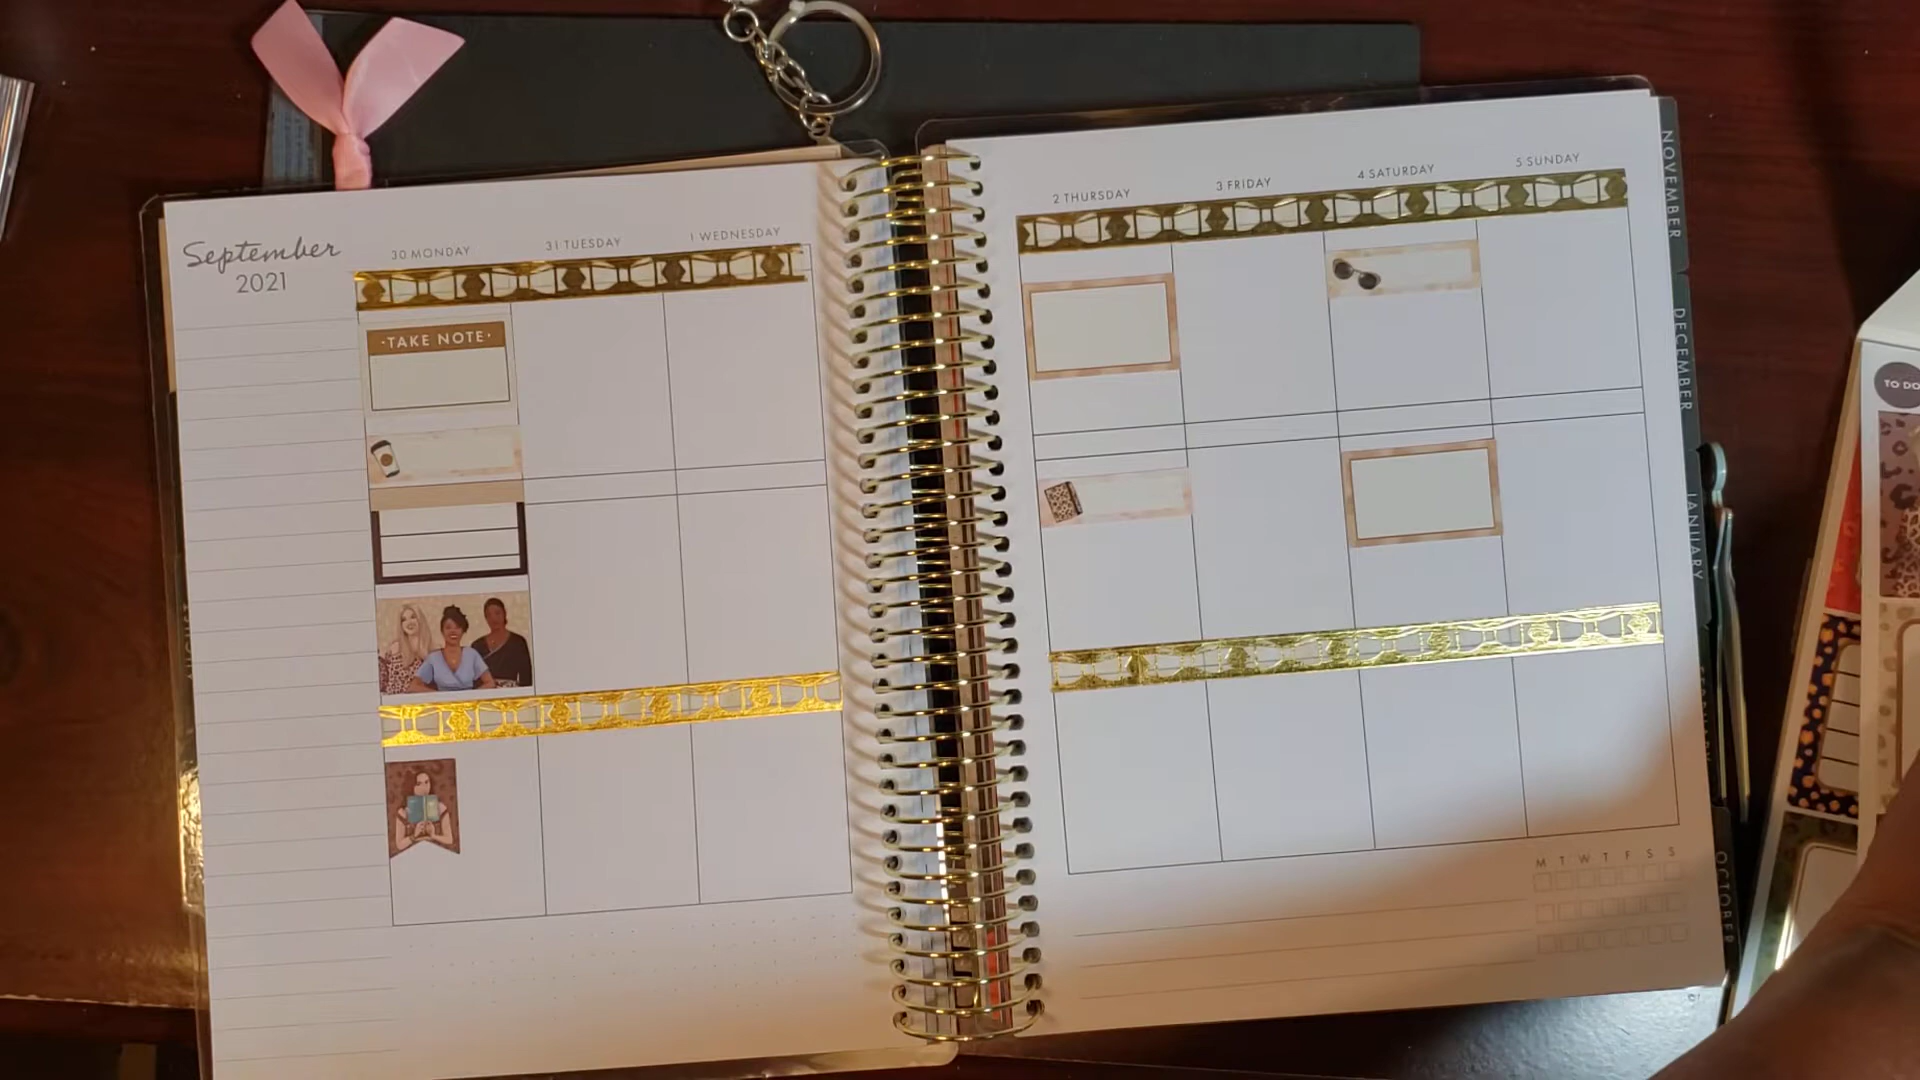 September
2021
30 MONDAY
31 TUESDAY
1 WEDNESDAY
2 THURSDAY
3 FRIDAY
4 SATURDAY
5 SUNDAY
·TAKE NOTE·
M T W T F S S
NOVEMBER
DECEMBER
JANUARY
OCTOBER
TO DO